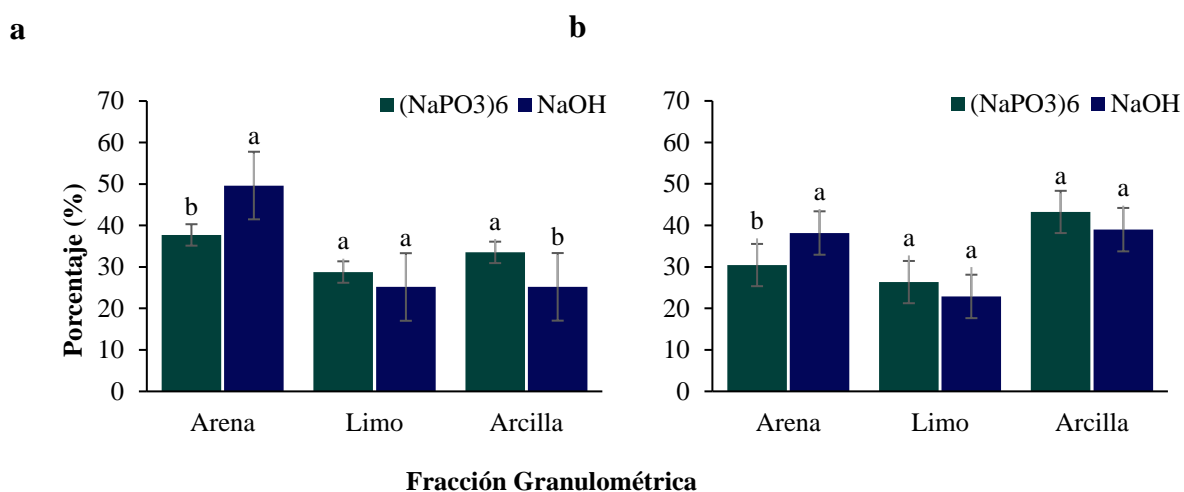 a
b
70
60
50
40
30
20
10
0
Porcentaje (%)
(NaPO3)6 NaOH
b a
a a
a b
Arena Limo Arcilla
70
60
50
40
30
20
10
0
(NaPO3)6 NaOH
b a
a a
a a
Arena Limo Arcilla
Fracción Granulométrica